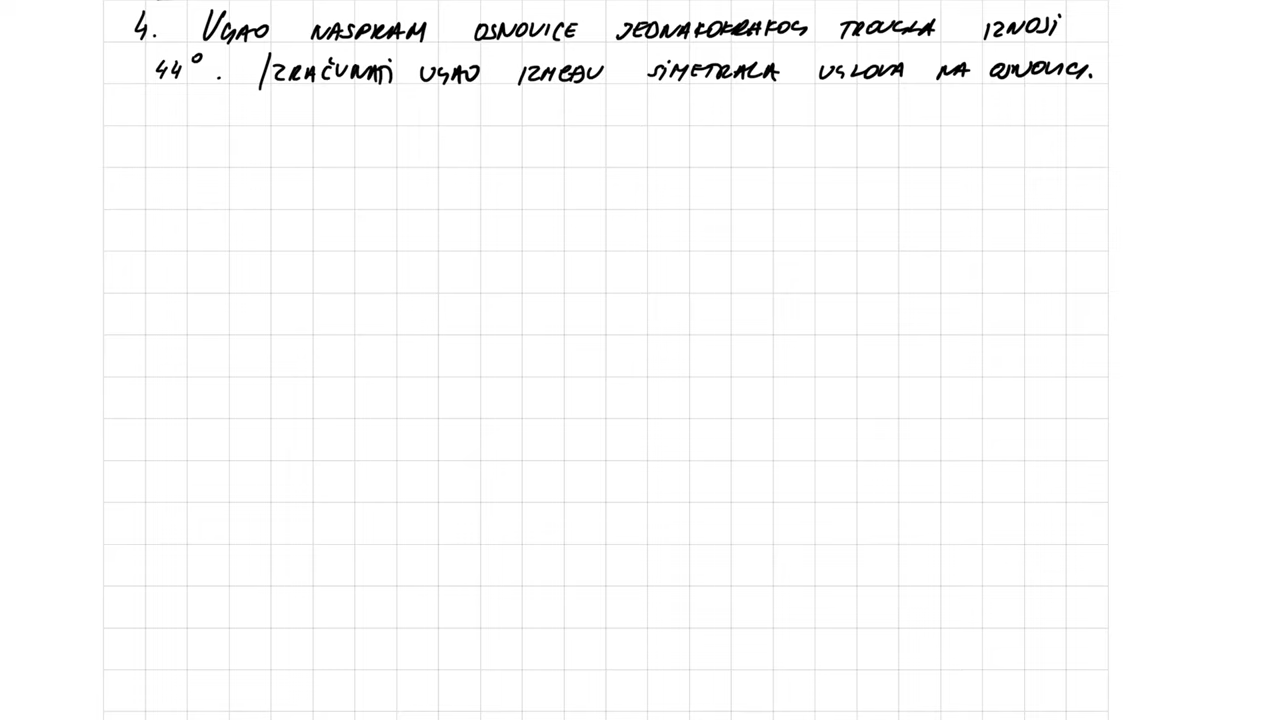 4. UGAO NASPRAM OSNOVICE JEDNAKOKRAKOG TROUGLA IZNOSI
44°. IZRAČUNATI UGAO IZMEĐU SIMETRALA UGLOVA NA OSNOVICI.